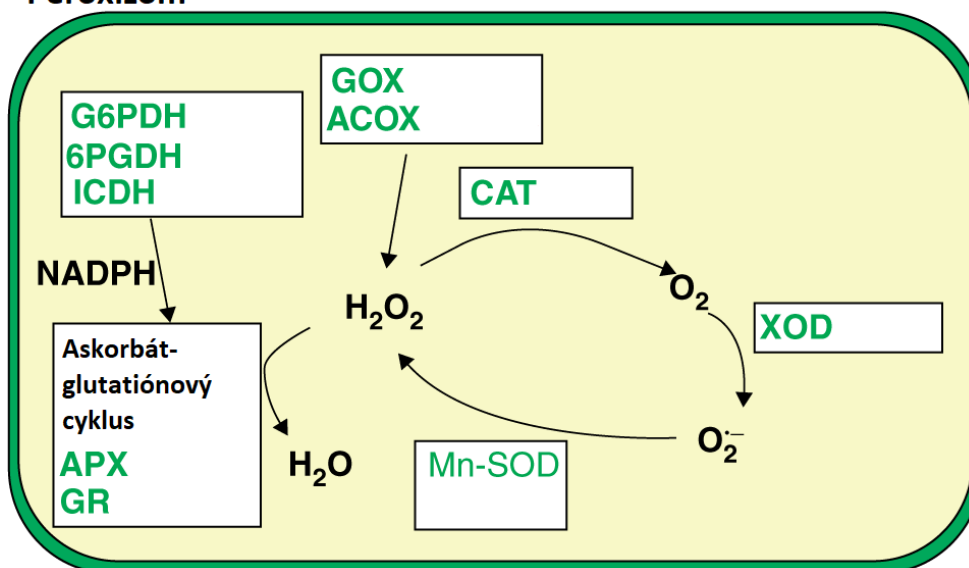 GOX
ACOX
G6PDH
6PGDH
ICDH
CAT
NADPH
H₂O₂
O₂
XOD
Askorbát-
glutatiónový
cyklus
APX
GR
H₂O
Mn-SOD
O₂·–